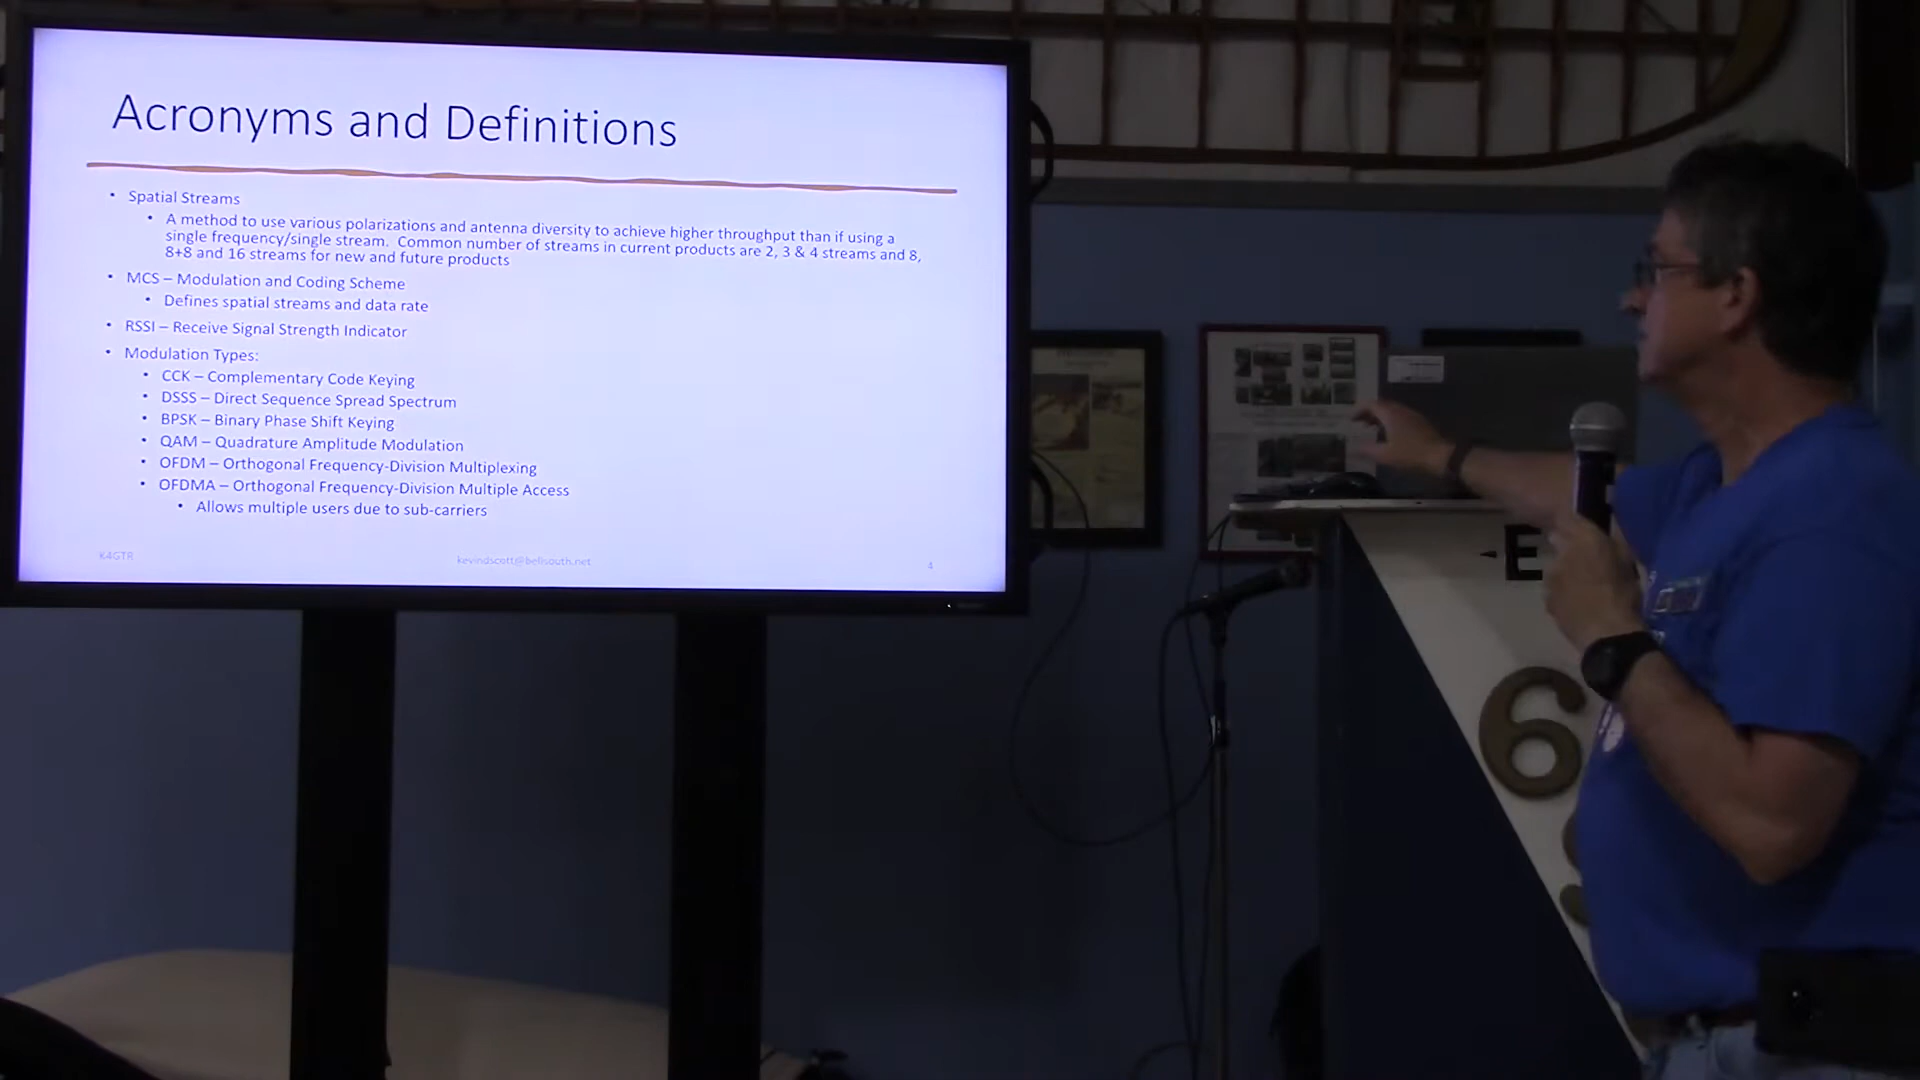 Acronyms and Definitions
• Spatial Streams
• A method to use various polarizations and antenna diversity to achieve higher throughput than if using a
single frequency/single stream. Common number of streams in current products are 2, 3 & 4 streams and 8,
8+8 and 16 streams for new and future products
• MCS – Modulation and Coding Scheme
• Defines spatial streams and data rate
• RSSI – Receive Signal Strength Indicator
• Modulation Types:
• CCK – Complementary Code Keying
• DSSS – Direct Sequence Spread Spectrum
• BPSK – Binary Phase Shift Keying
• QAM – Quadrature Amplitude Modulation
• OFDM – Orthogonal Frequency-Division Multiplexing
• OFDMA – Orthogonal Frequency-Division Multiple Access
• Allows multiple users due to sub-carriers
K4GTR
kevindscott@bellsouth.net
4
E
6